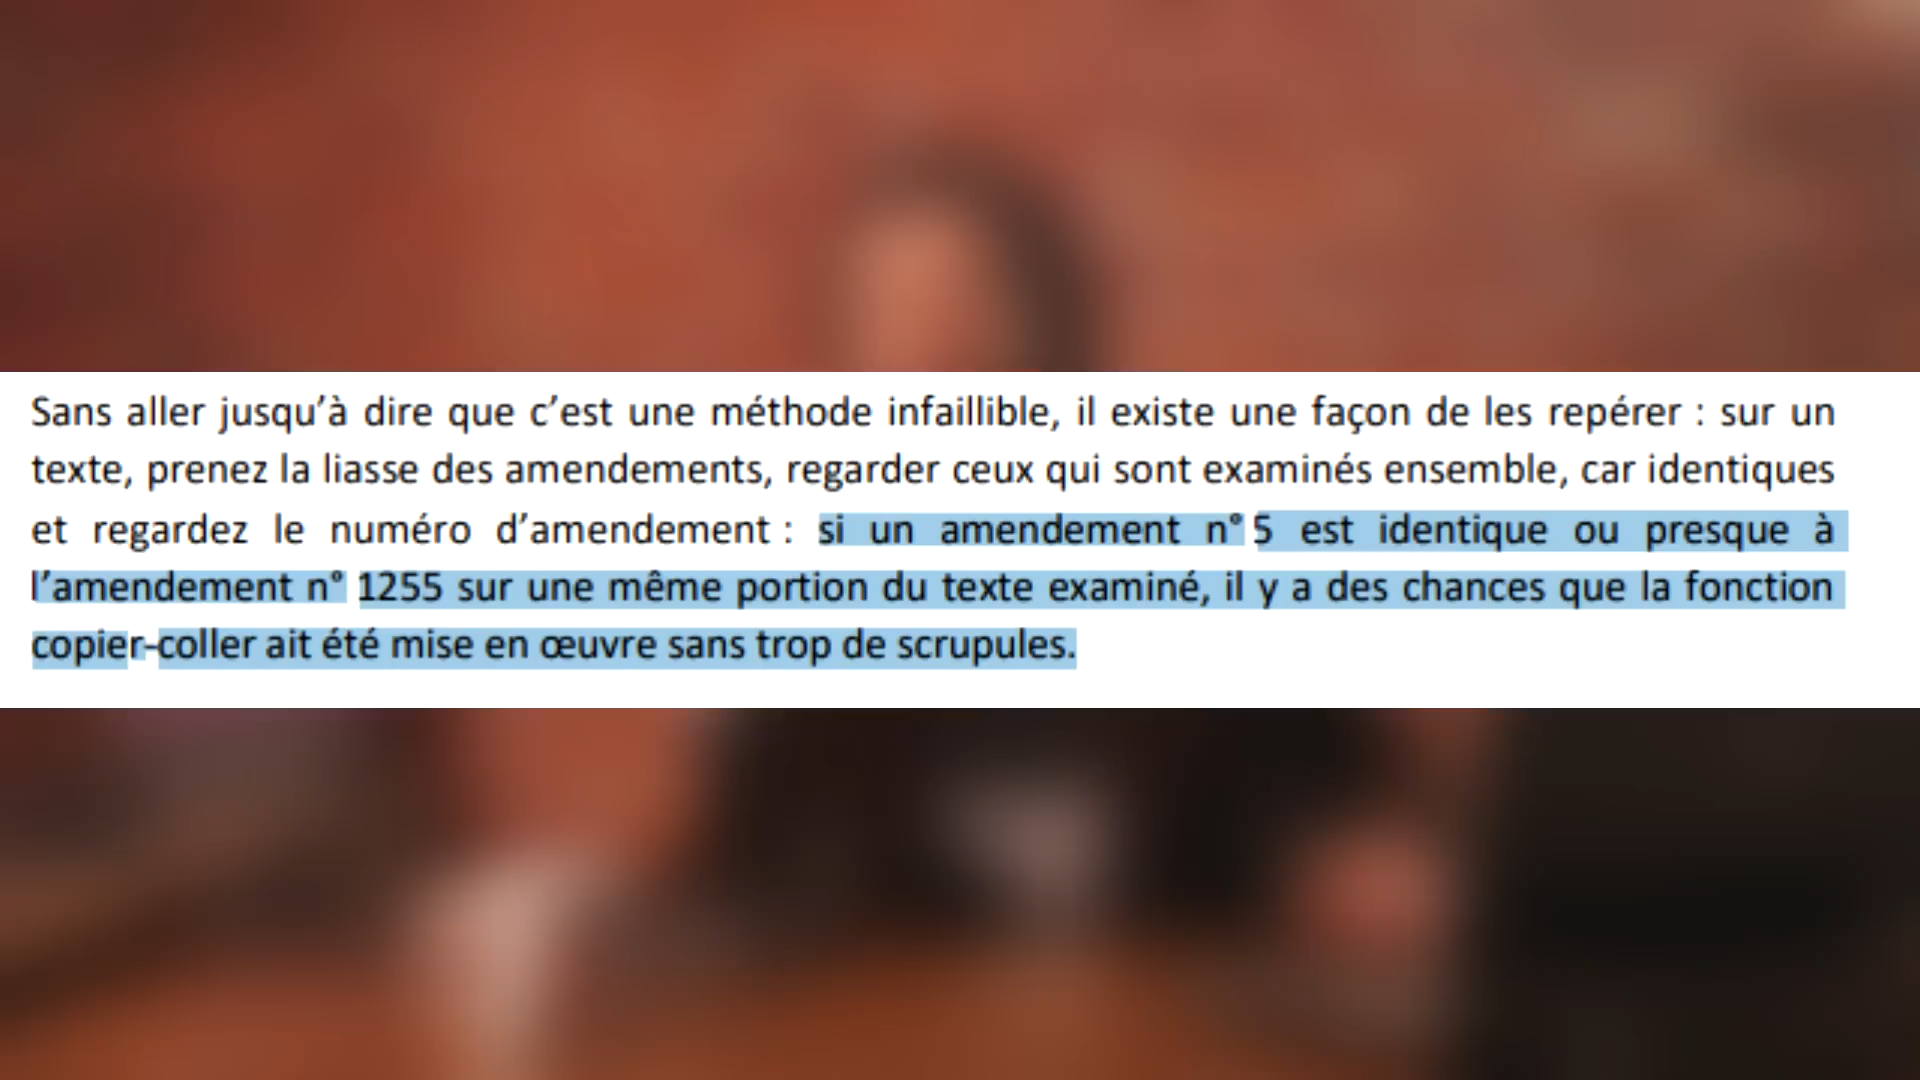 Sans aller jusqu’à dire que c’est une méthode infaillible, il existe une façon de les repérer : sur un
texte, prenez la liasse des amendements, regarder ceux qui sont examinés ensemble, car identiques
et regardez le numéro d’amendement : si un amendement n° 5 est identique ou presque à
l’amendement n° 1255 sur une même portion du texte examiné, il y a des chances que la fonction
copier-coller ait été mise en œuvre sans trop de scrupules.